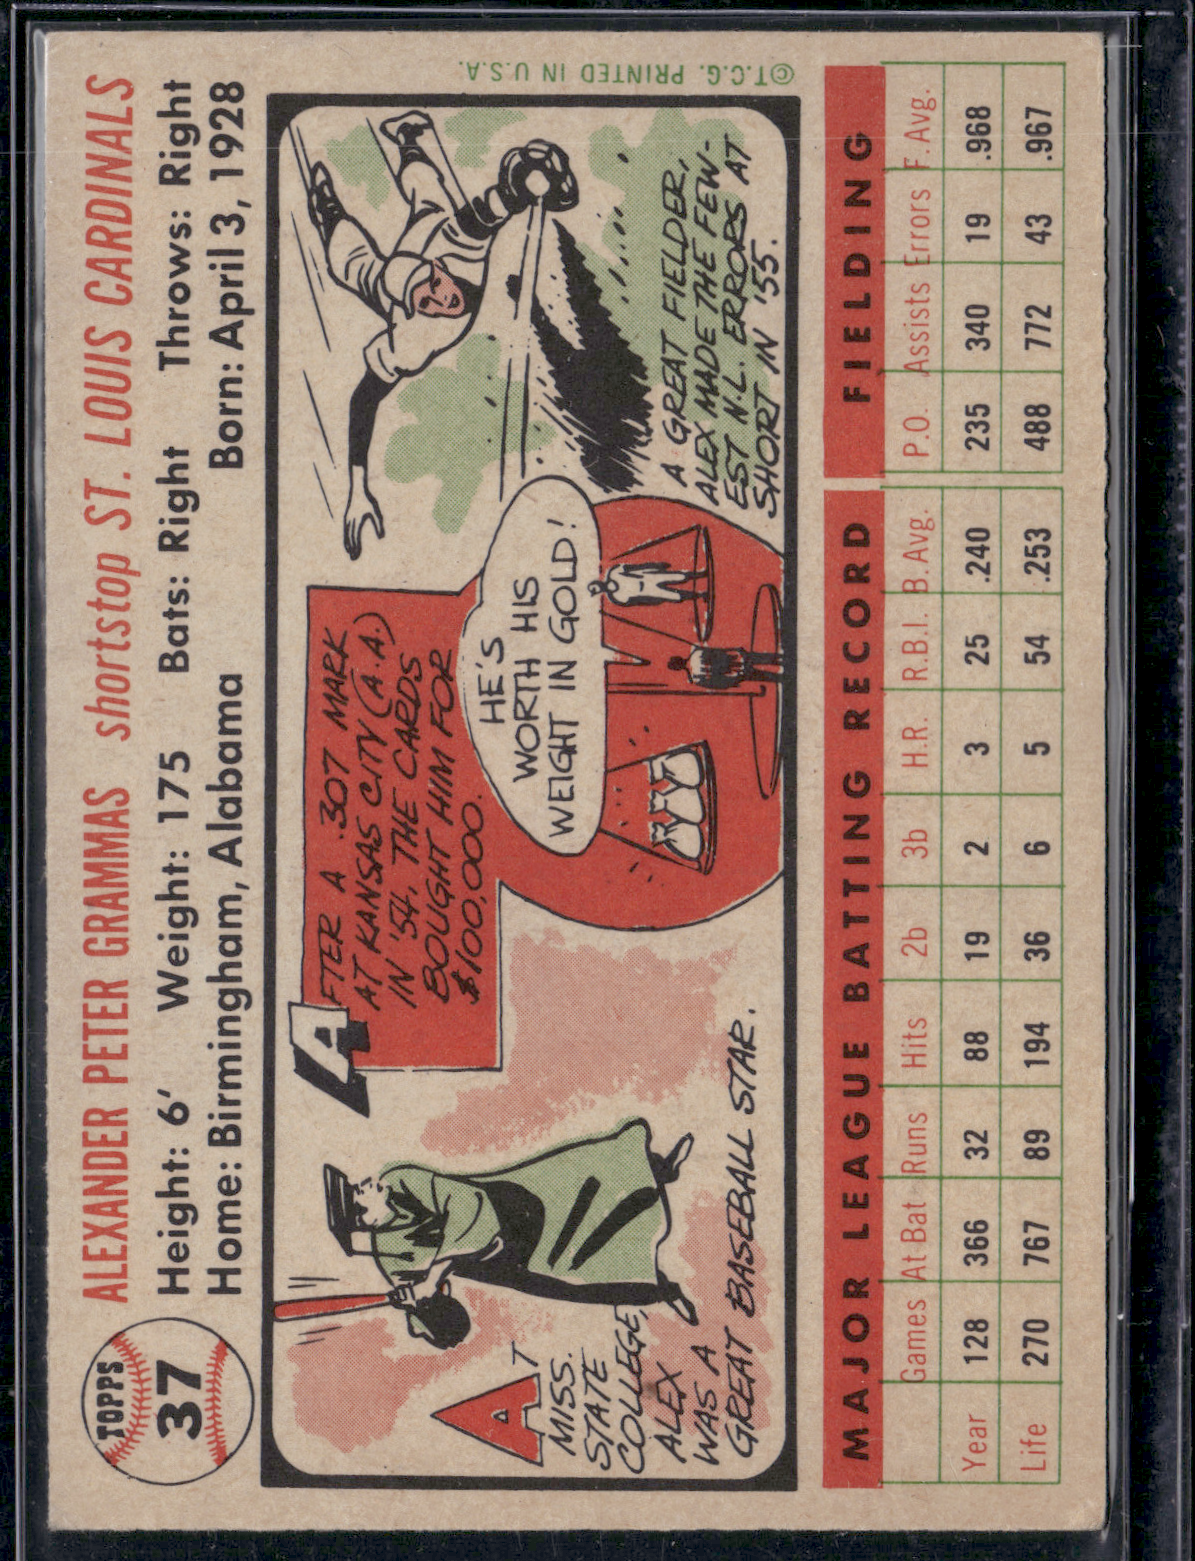 TOPPS
37
ALEXANDER PETER GRAMMAS shortstop ST. LOUIS CARDINALS
Height: 6' Weight: 175 Bats: Right Throws: Right
Home: Birmingham, Alabama Born: April 3, 1928
AT
MISS.
STATE
COLLEGE,
ALEX
WAS A
GREAT BASEBALL STAR.
AFTER A .307 MARK
AT KANSAS CITY (A.A.)
IN '54, THE CARDS
BOUGHT HIM FOR
$100,000.
HE'S
WORTH HIS
WEIGHT IN GOLD!
A GREAT FIELDER,
ALEX MADE THE FEW-
EST N.L. ERRORS AT
SHORT IN '55.
©T.C.G. PRINTED IN U.S.A.
MAJOR LEAGUE BATTING RECORD FIELDING
Games At Bat Runs Hits 2b 3b H.R. R.B.I. B.Avg. P.O. Assists Errors F. Avg.
Year 128 366 32 88 19 2 3 25 .240 235 340 19 .968
Life 270 767 89 194 36 6 5 54 .253 488 772 43 .967